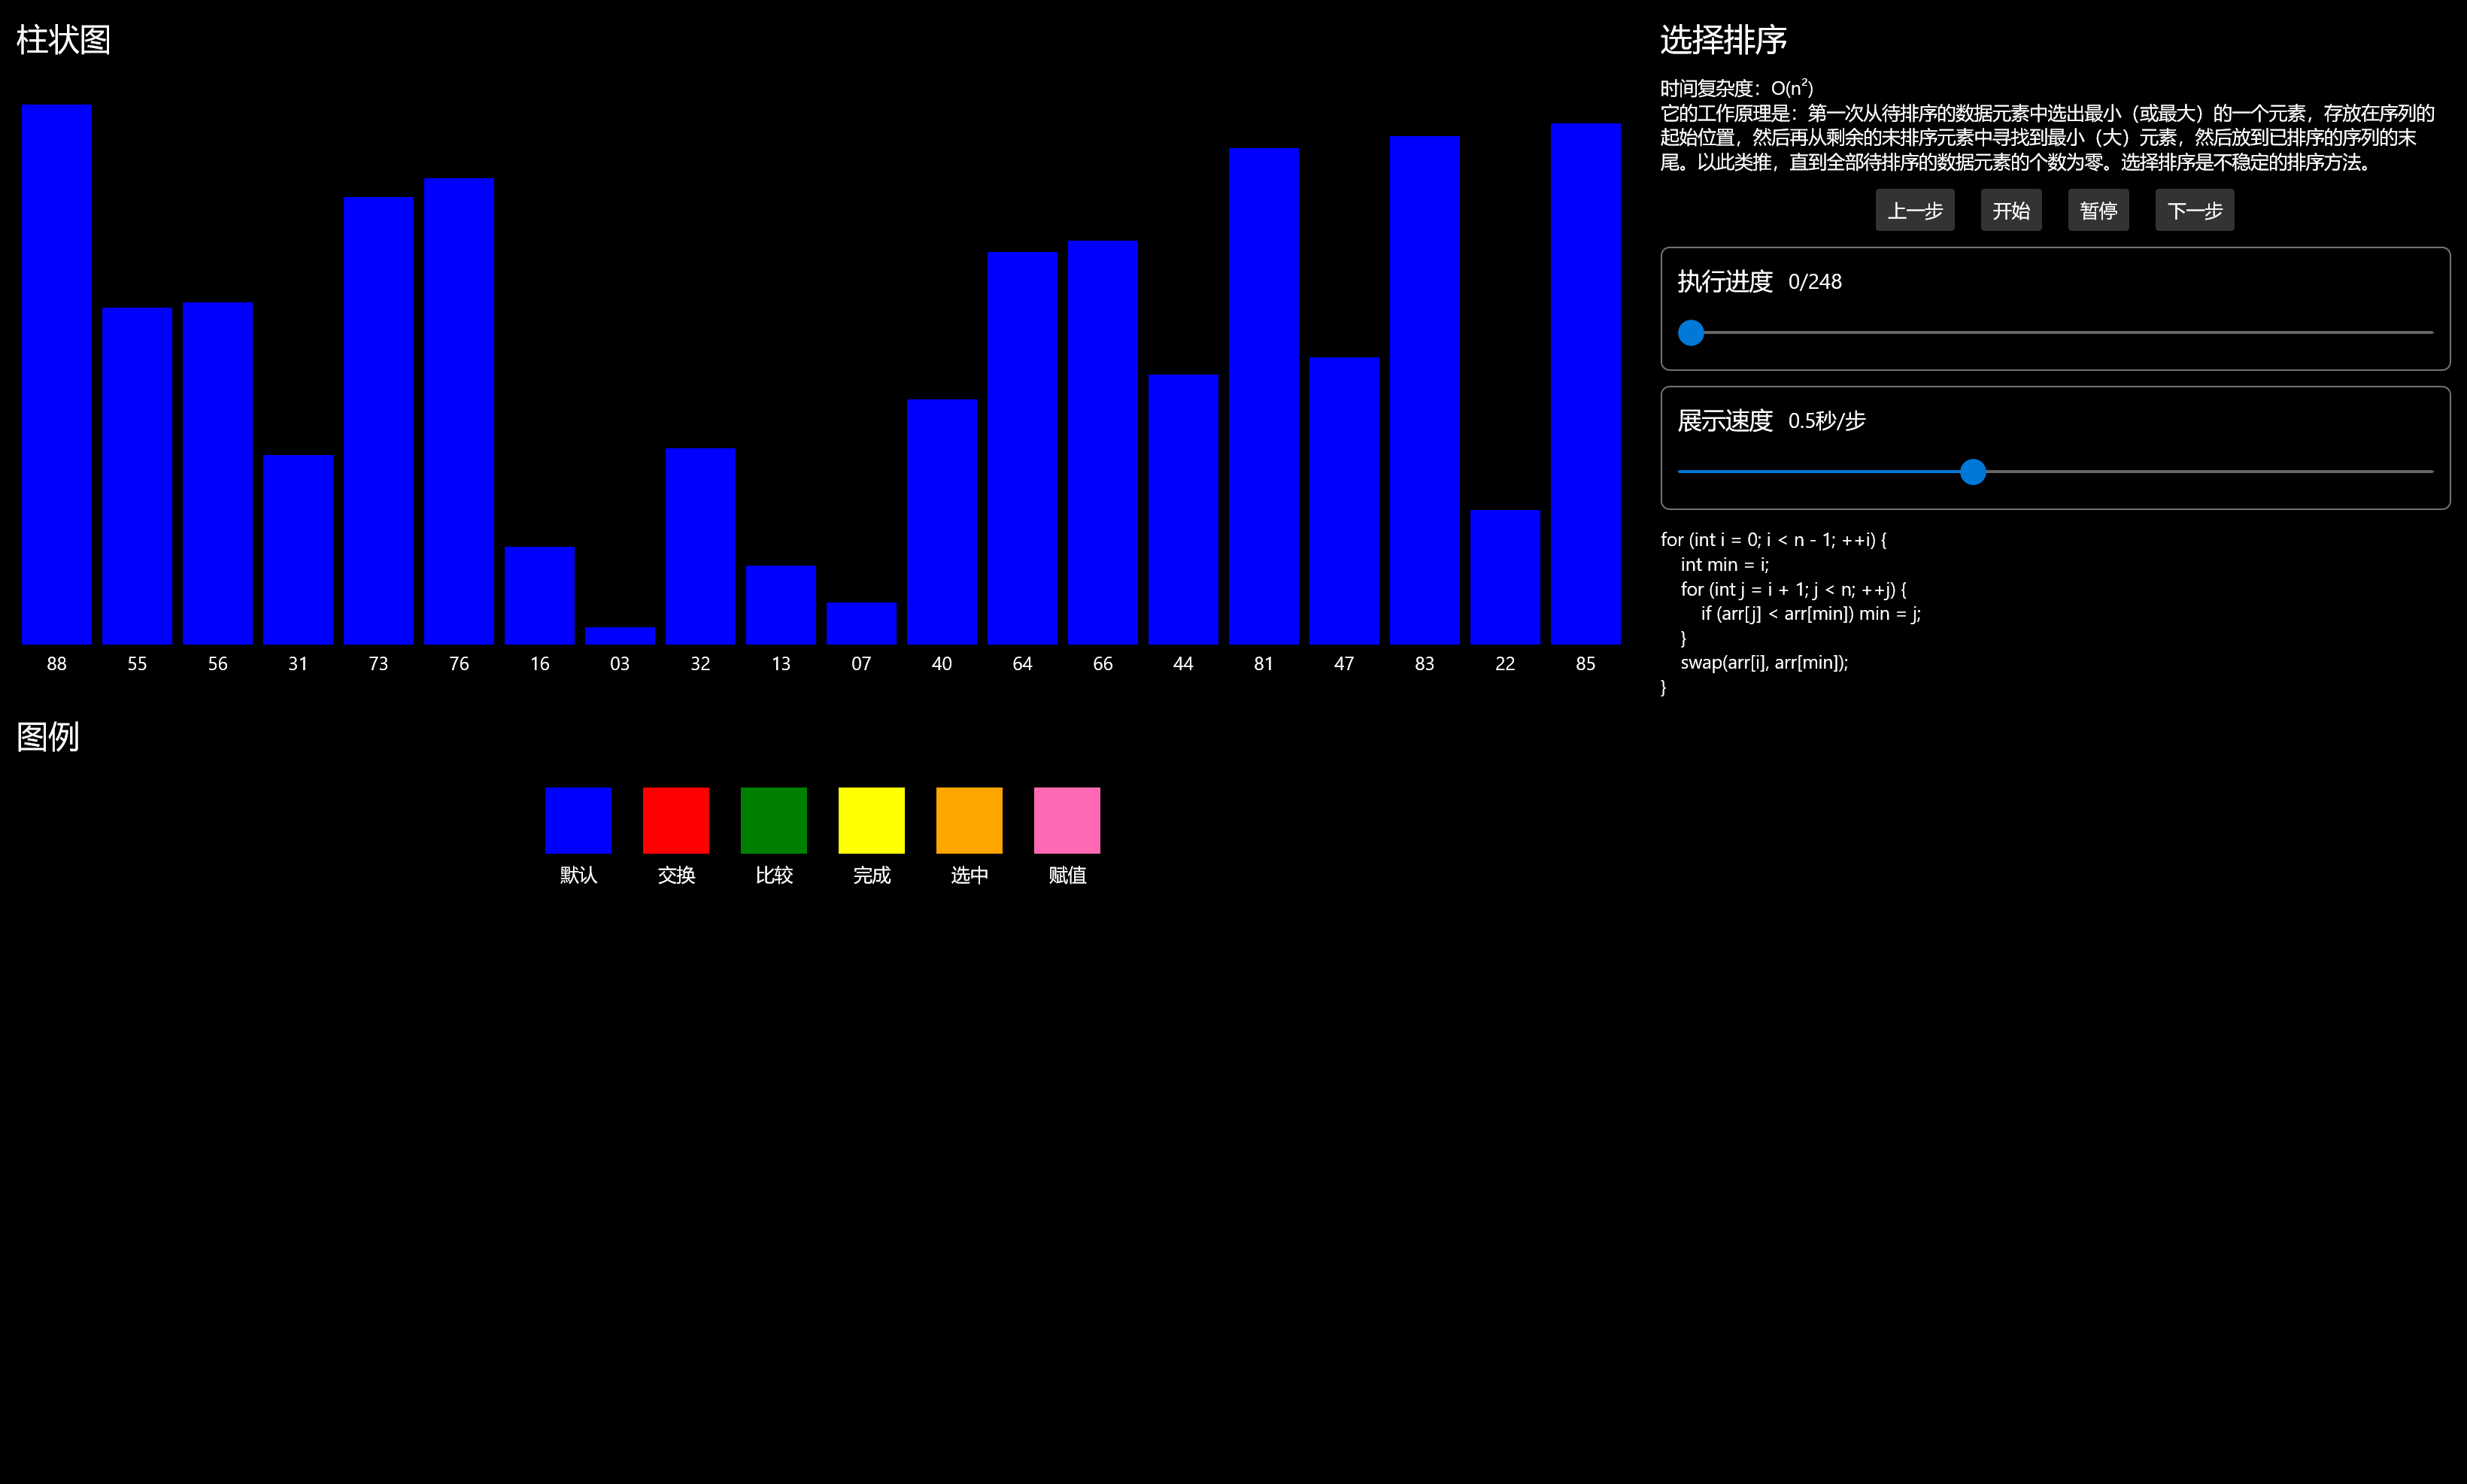 柱状图
88 55 56 31 73 76 16 03 32 13 07 40 64 66 44 81 47 83 22 85
图例
默认 交换 比较 完成 选中 赋值
选择排序
时间复杂度：O(n²)
它的工作原理是：第一次从待排序的数据元素中选出最小（或最大）的一个元素，存放在序列的
起始位置，然后再从剩余的未排序元素中寻找到最小（大）元素，然后放到已排序的序列的末
尾。以此类推，直到全部待排序的数据元素的个数为零。选择排序是不稳定的排序方法。
上一步 开始 暂停 下一步
执行进度 0/248
展示速度 0.5秒/步
for (int i = 0; i < n - 1; ++i) {
    int min = i;
    for (int j = i + 1; j < n; ++j) {
        if (arr[j] < arr[min]) min = j;
    }
    swap(arr[i], arr[min]);
}